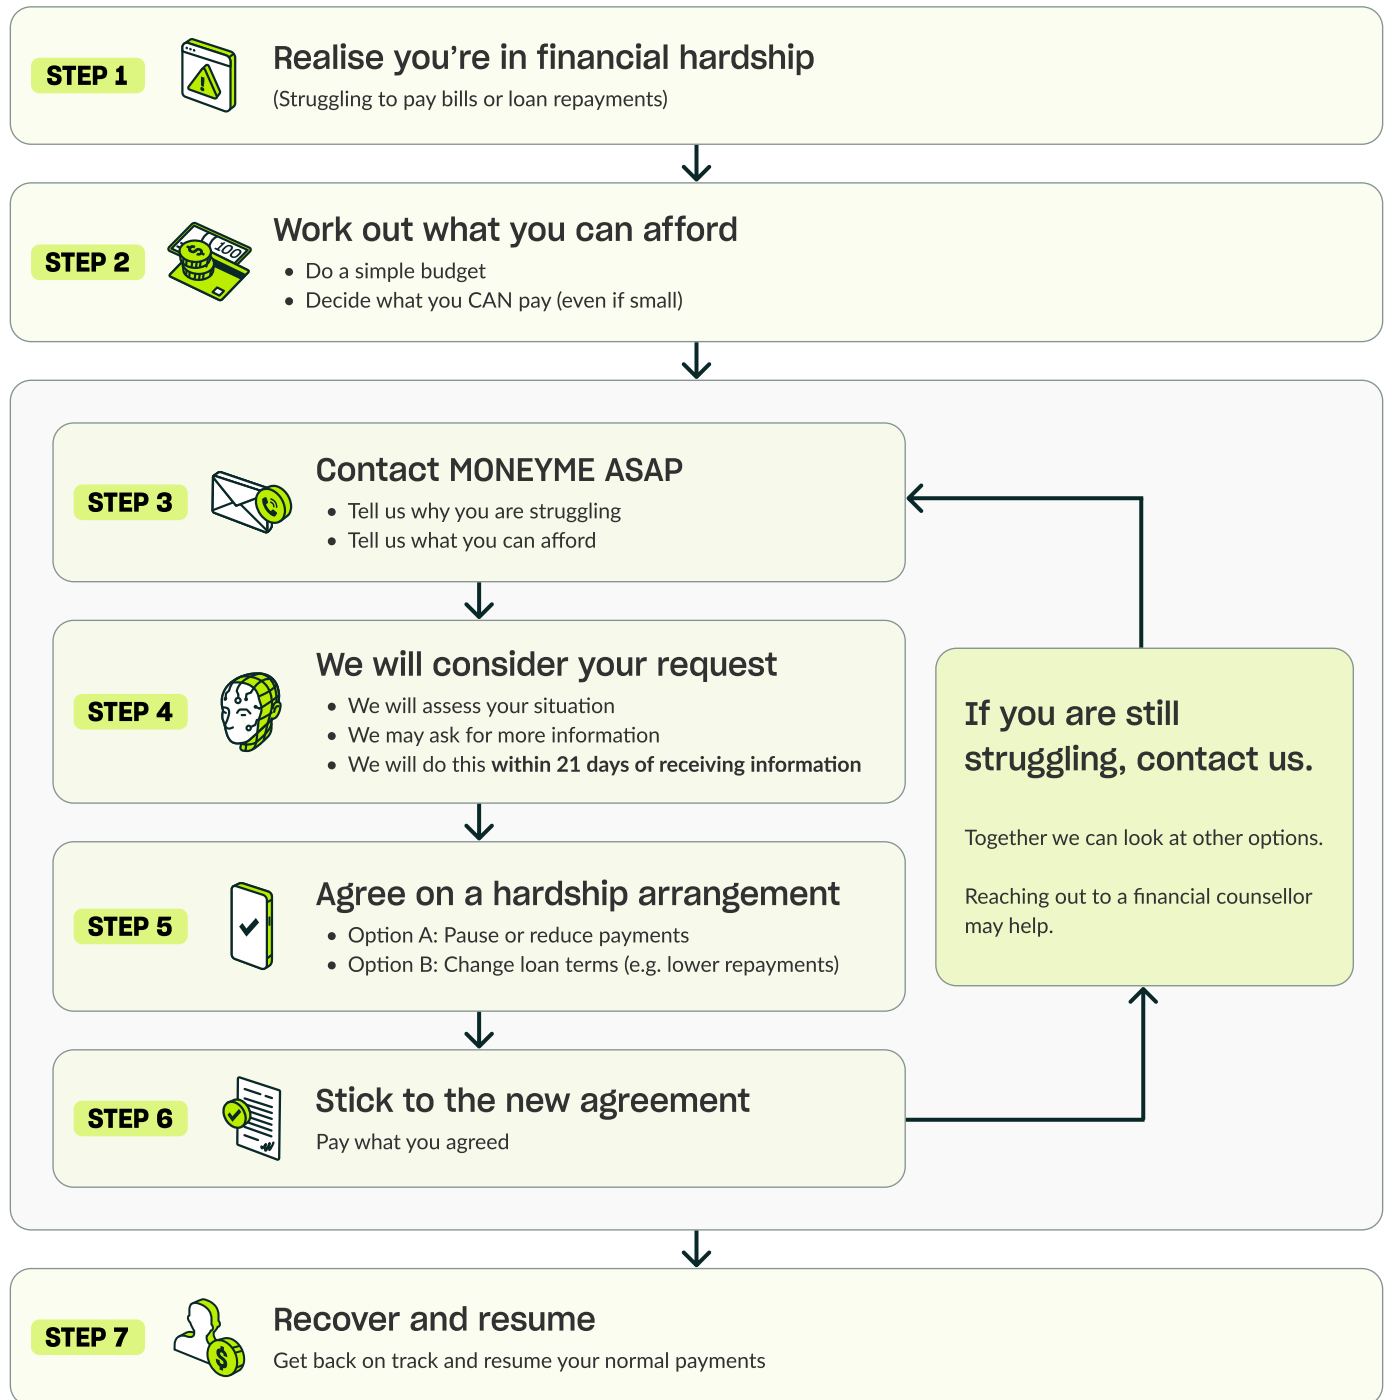 STEP 1
Realise you’re in financial hardship
(Struggling to pay bills or loan repayments)
STEP 2
100
$
Work out what you can afford
• Do a simple budget
• Decide what you CAN pay (even if small)
STEP 3
Contact MONEYME ASAP
• Tell us why you are struggling
• Tell us what you can afford
STEP 4
We will consider your request
• We will assess your situation
• We may ask for more information
• We will do this within 21 days of receiving information
STEP 5
Agree on a hardship arrangement
• Option A: Pause or reduce payments
• Option B: Change loan terms (e.g. lower repayments)
STEP 6
Stick to the new agreement
Pay what you agreed
If you are still
struggling, contact us.
Together we can look at other options.
Reaching out to a financial counsellor
may help.
STEP 7
$
Recover and resume
Get back on track and resume your normal payments